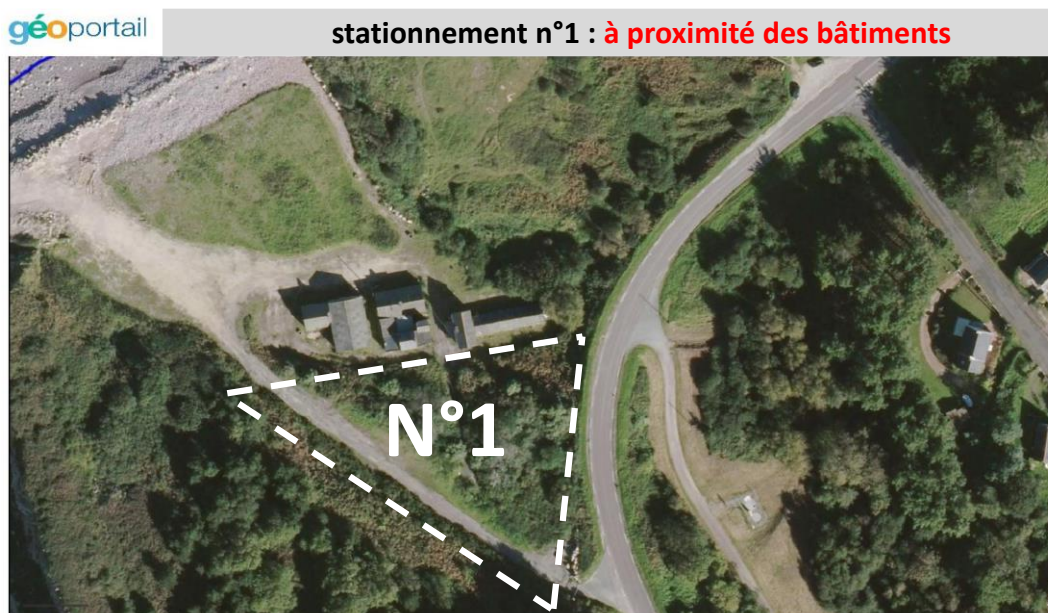 géoportail
stationnement n°1 : à proximité des bâtiments
N°1